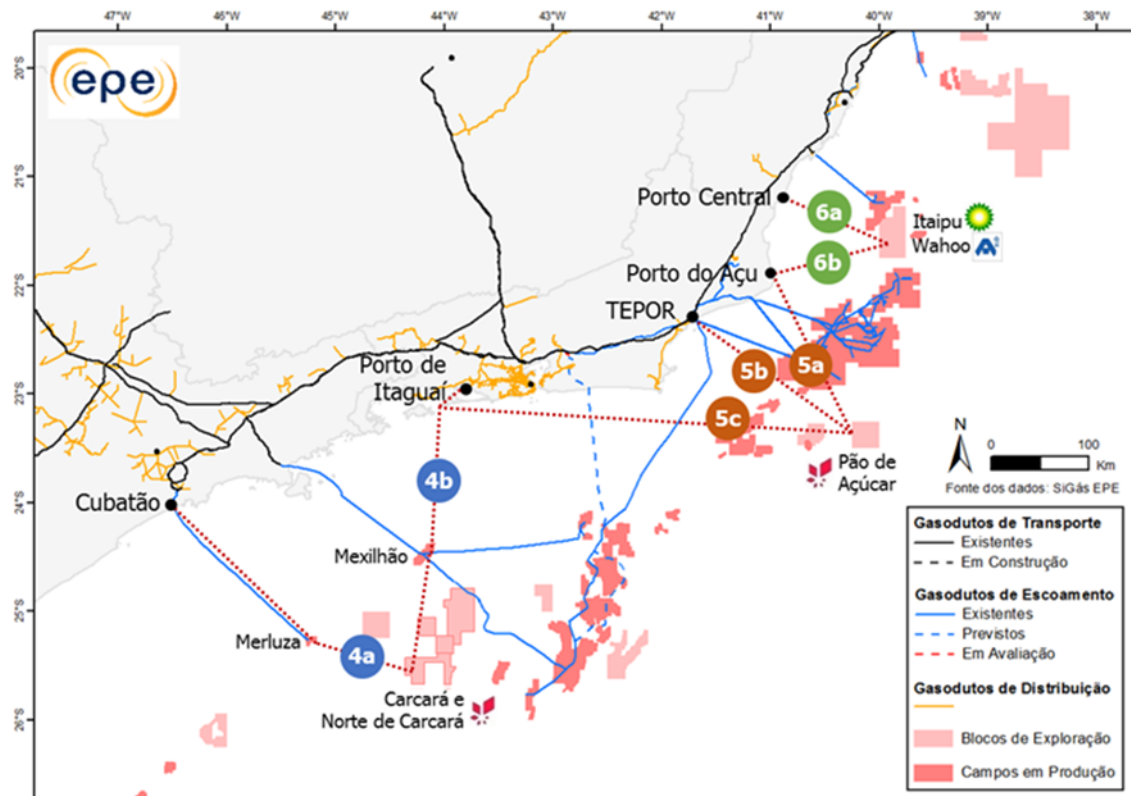 47°W 46°W 45°W 44°W 43°W 42°W 41°W 40°W 39°W 38°W
20°S
21°S
22°S
23°S
24°S
25°S
26°S
epe
Porto Central
6a
Itaipu
Wahoo
6b
Porto do Açu
TEPOR
Porto de
Itaguaí
5b
5a
5c
Pão de
Açúcar
N
0 100
Km
Fonte dos dados: SiGás EPE
4b
Cubatão
Mexilhão
Merluza
4a
Carcará e
Norte de Carcará
Gasodutos de Transporte
Existentes
Em Construção
Gasodutos de Escoamento
Existentes
Previstos
Em Avaliação
Gasodutos de Distribuição
Blocos de Exploração
Campos em Produção